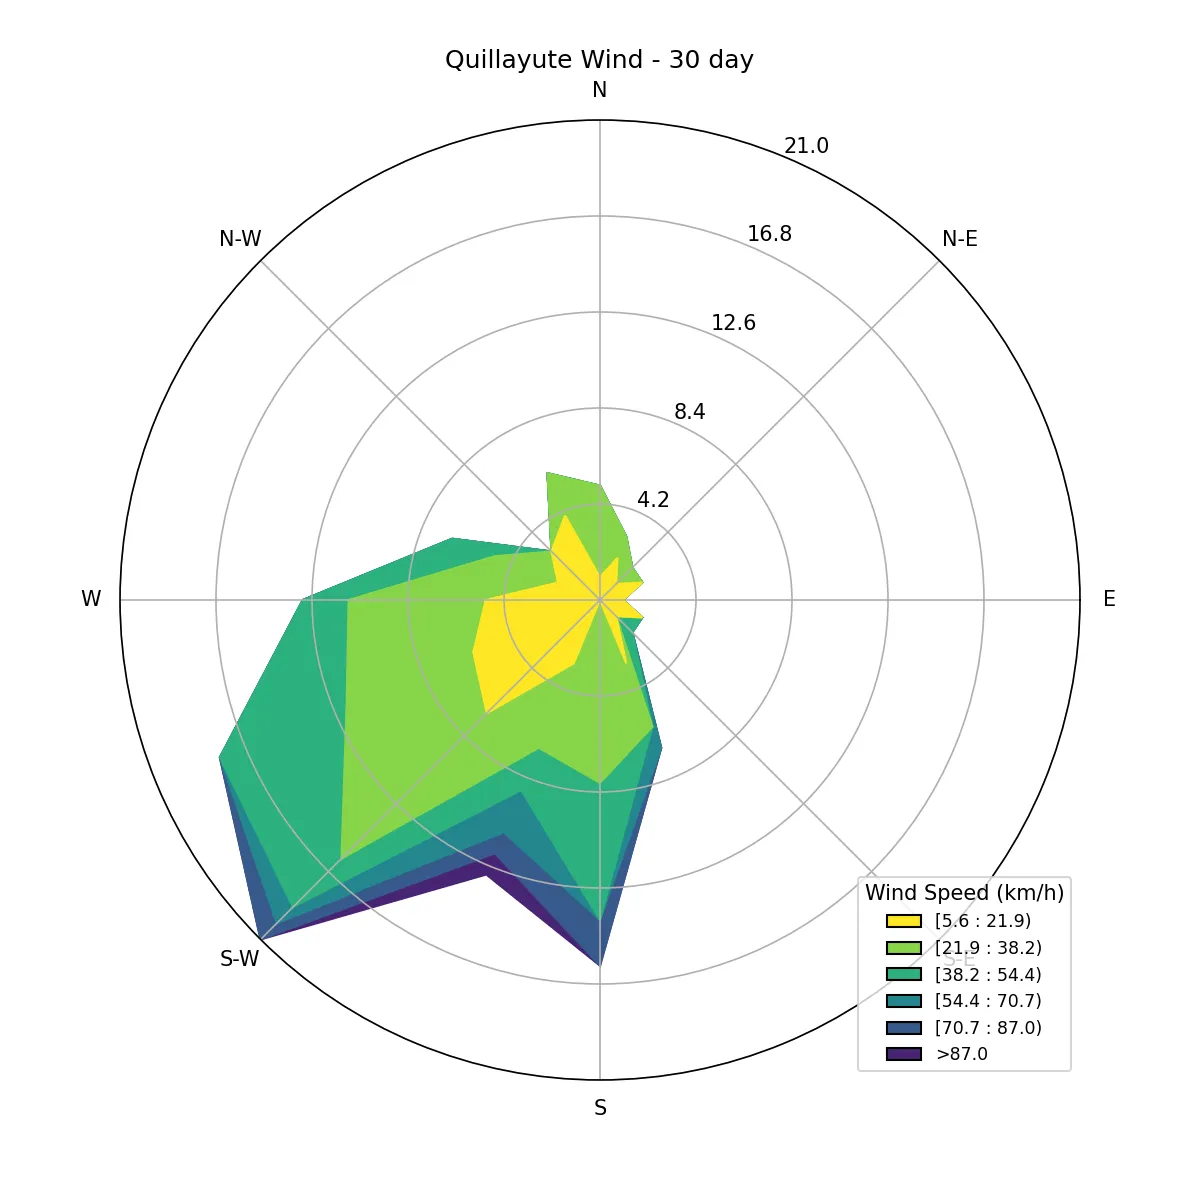 Quillayute Wind - 30 day
N
21.0
16.8
N-W
N-E
12.6
8.4
4.2
W
E
S-W
S-E
Wind Speed (km/h)
[5.6 : 21.9)
[21.9 : 38.2)
[38.2 : 54.4)
[54.4 : 70.7)
[70.7 : 87.0)
>87.0
S